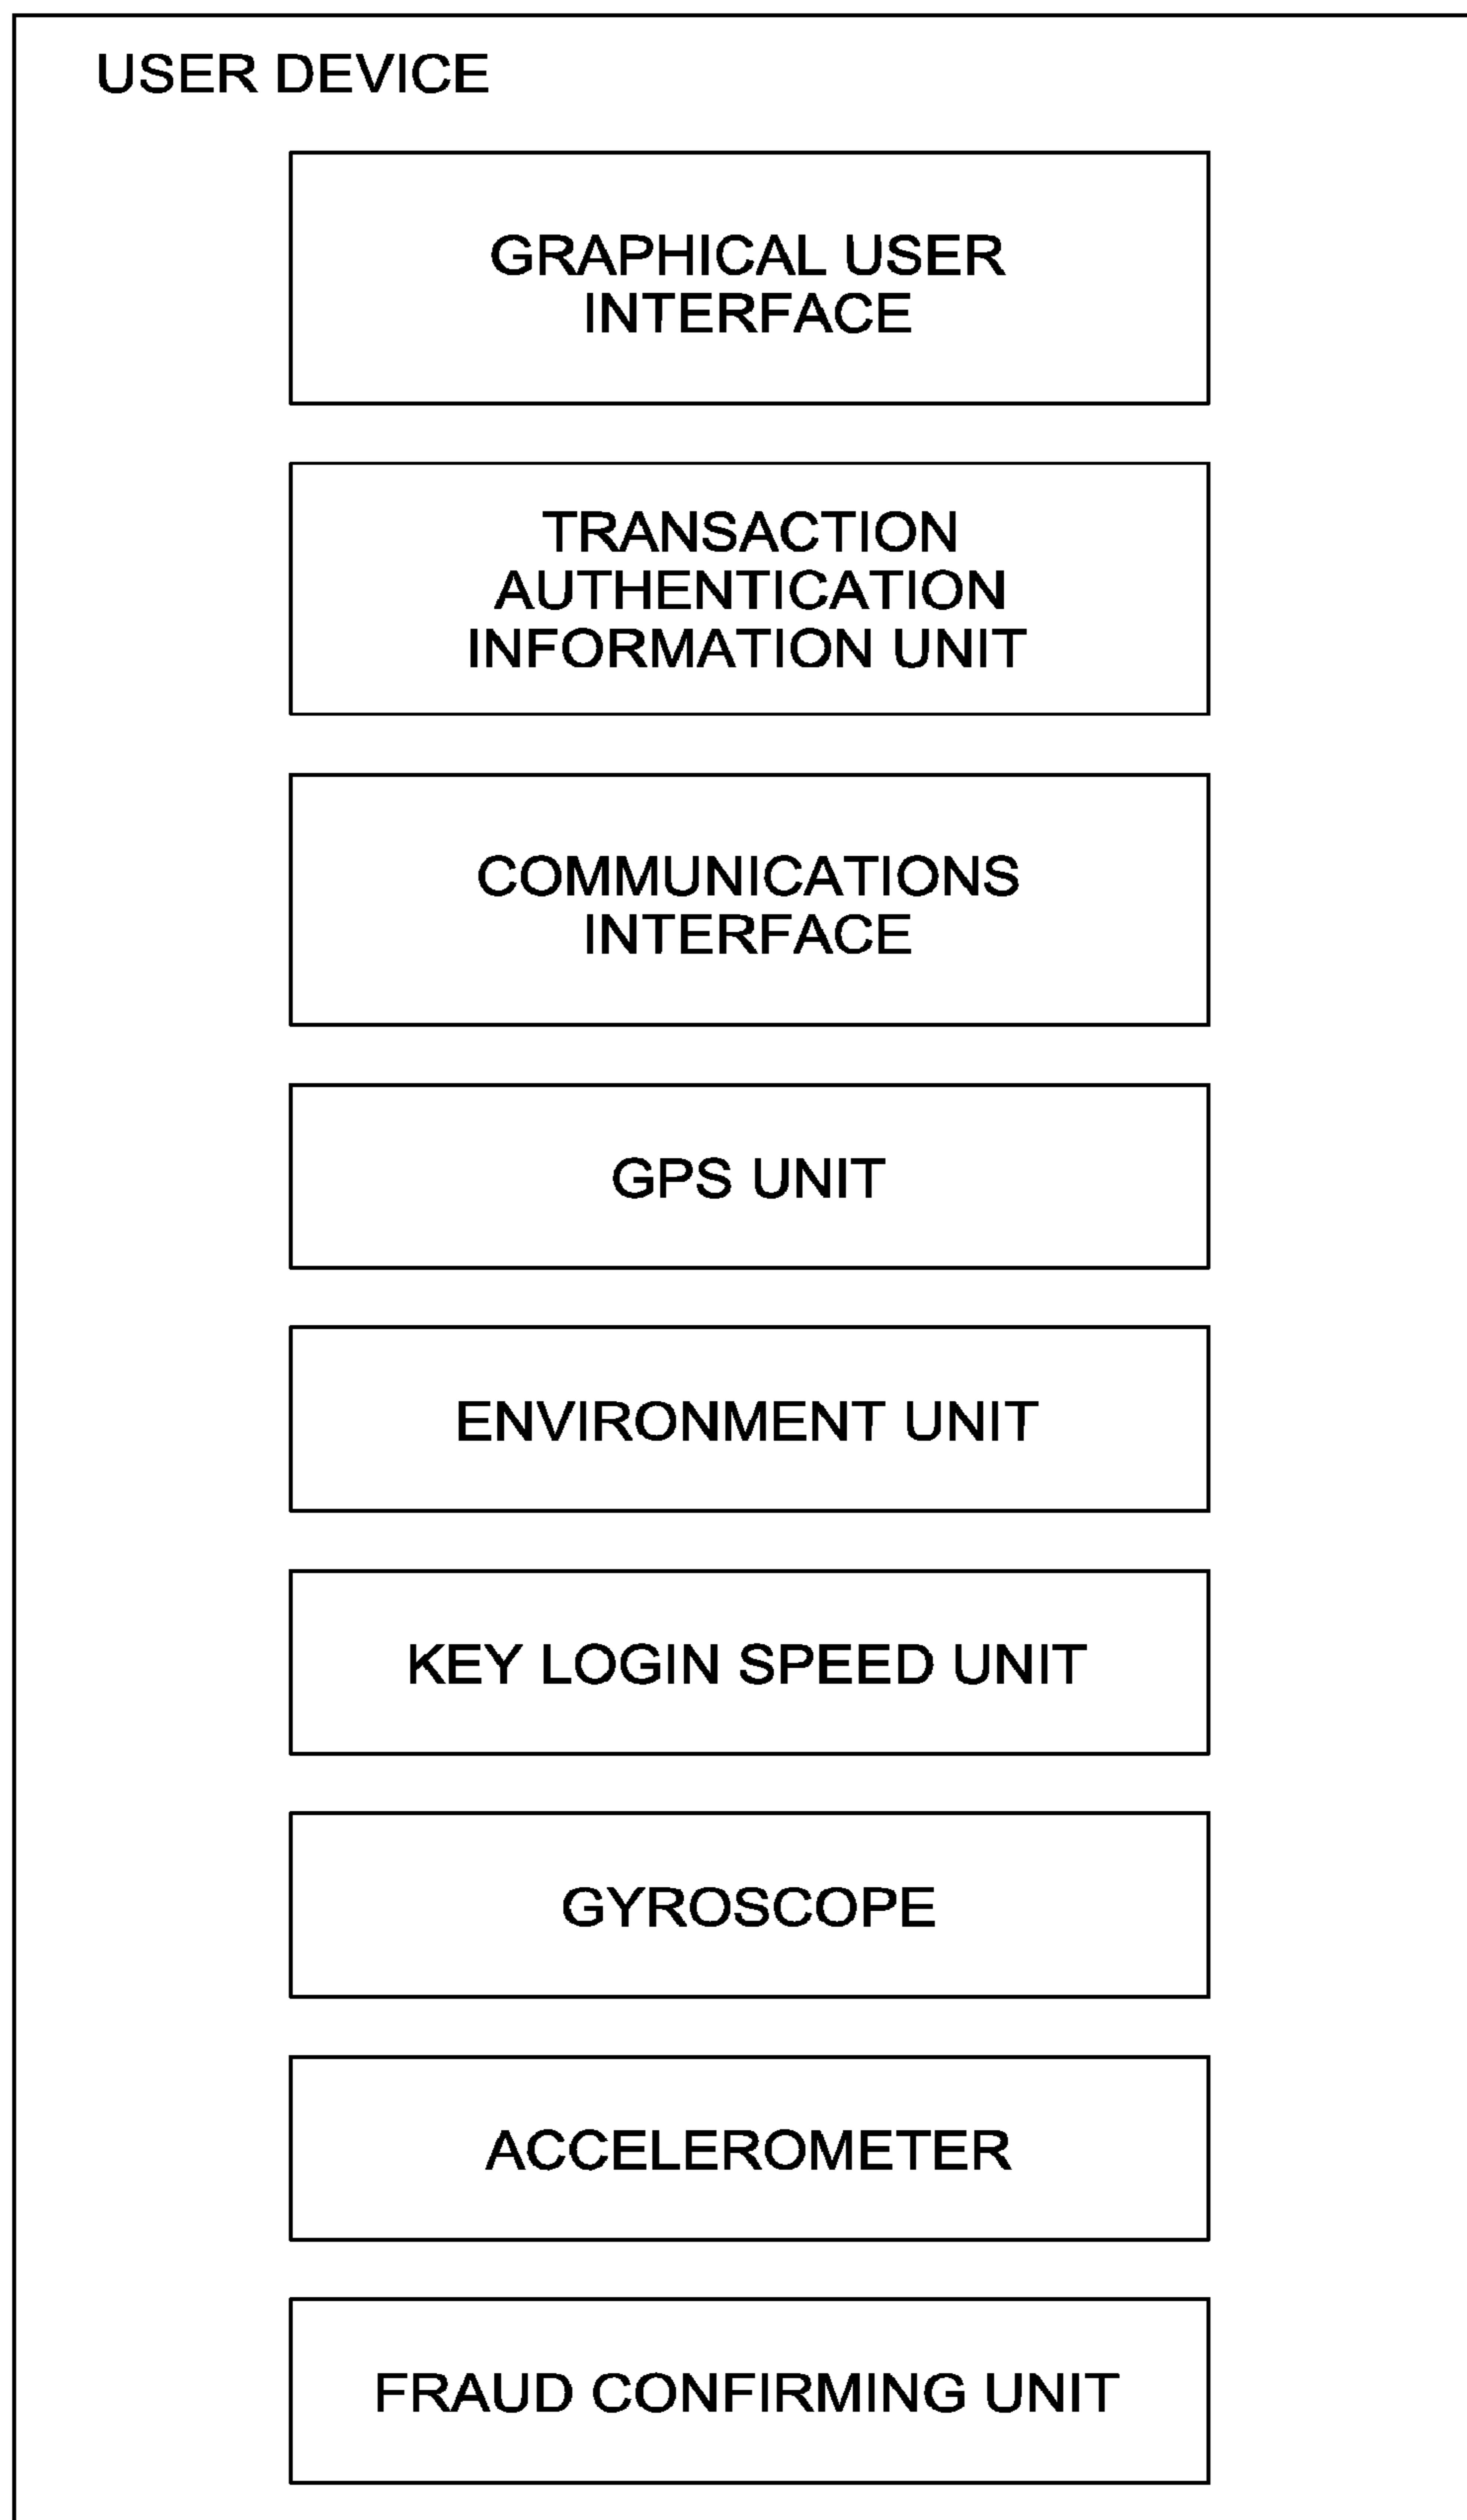 USER DEVICE
GRAPHICAL USER
INTERFACE
TRANSACTION
AUTHENTICATION
INFORMATION UNIT
COMMUNICATIONS
INTERFACE
GPS UNIT
ENVIRONMENT UNIT
KEY LOGIN SPEED UNIT
GYROSCOPE
ACCELEROMETER
FRAUD CONFIRMING UNIT